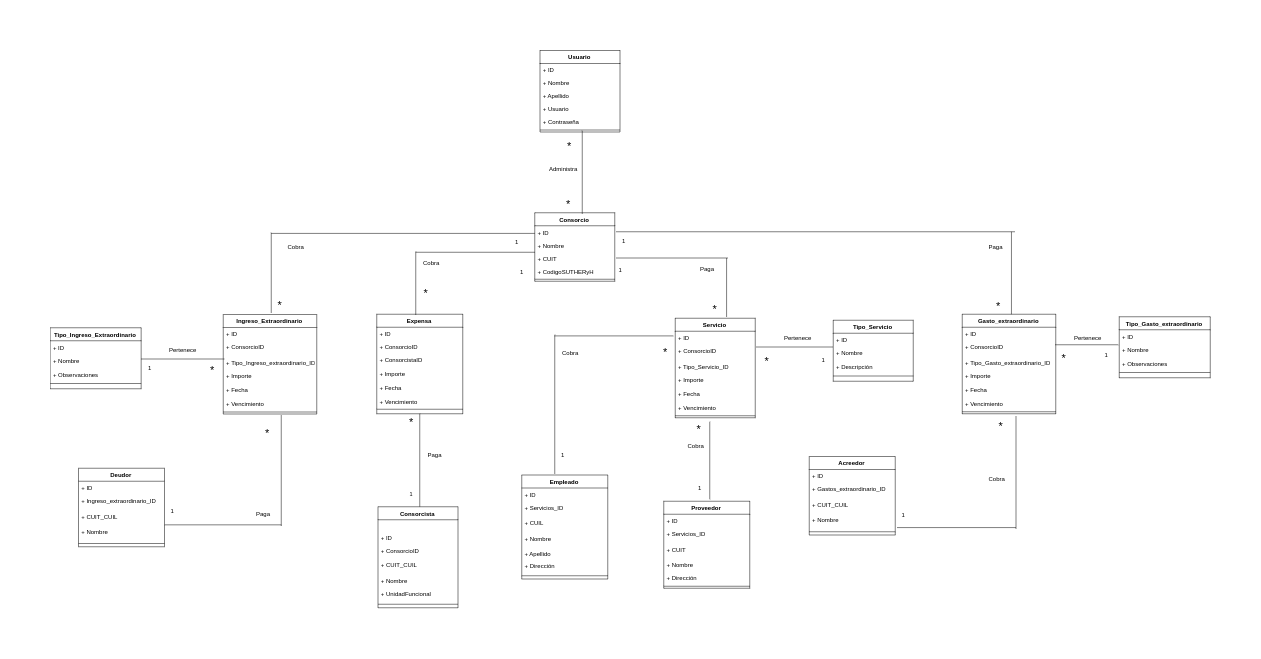 Usuario
+ ID
+ Nombre
+ Apellido
+ Usuario
+ Contraseña
*
Administra
*
Consorcio
+ ID
+ Nombre
+ CUIT
+ CodigoSUTHERyH
Cobra
1
*
Cobra
1
*
1
Paga
*
1
Paga
*
Tipo_Ingreso_Extraordinario
+ ID
+ Nombre
+ Observaciones
Pertenece
1
*
Ingreso_Extraordinario
+ ID
+ ConsorcioID
+ Tipo_Ingreso_extraordinario_ID
+ Importe
+ Fecha
+ Vencimiento
*
Expensa
+ ID
+ ConsorcioID
+ ConsorcistaID
+ Importe
+ Fecha
+ Vencimiento
*
Paga
1
Servicio
+ ID
+ ConsorcioID
+ Tipo_Servicio_ID
+ Importe
+ Fecha
+ Vencimiento
Pertenece
*
1
Tipo_Servicio
+ ID
+ Nombre
+ Descripción
Gasto_extraordinario
+ ID
+ ConsorcioID
+ Tipo_Gasto_extraordinario_ID
+ Importe
+ Fecha
+ Vencimiento
Pertenece
*
1
Tipo_Gasto_extraordinario
+ ID
+ Nombre
+ Observaciones
Cobra
*
1
*
Cobra
1
*
Cobra
1
Deudor
+ ID
+ Ingreso_extraordinario_ID
+ CUIT_CUIL
+ Nombre
1
Paga
Consorcista
+ ID
+ ConsorcioID
+ CUIT_CUIL
+ Nombre
+ UnidadFuncional
Empleado
+ ID
+ Servicios_ID
+ CUIL
+ Nombre
+ Apellido
+ Dirección
Proveedor
+ ID
+ Servicios_ID
+ CUIT
+ Nombre
+ Dirección
Acreedor
+ ID
+ Gastos_extraordinario_ID
+ CUIT_CUIL
+ Nombre